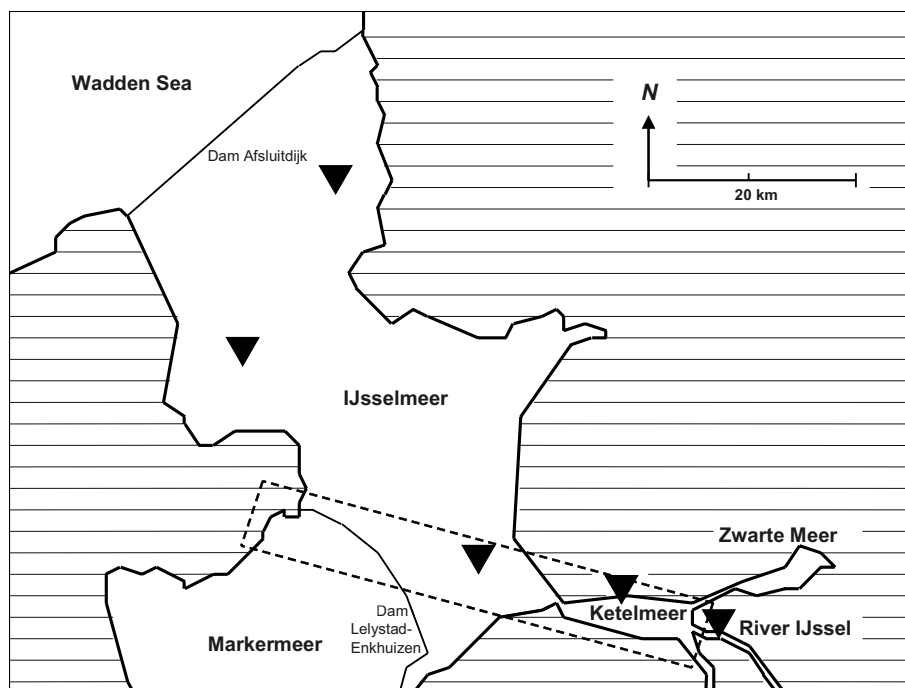 Wadden Sea
N
Dam Afsluitdijk
20 km
IJsselmeer
Zwarte Meer
Ketelmeer
River IJssel
Dam
Lelystad-
Enkhuizen
Markermeer